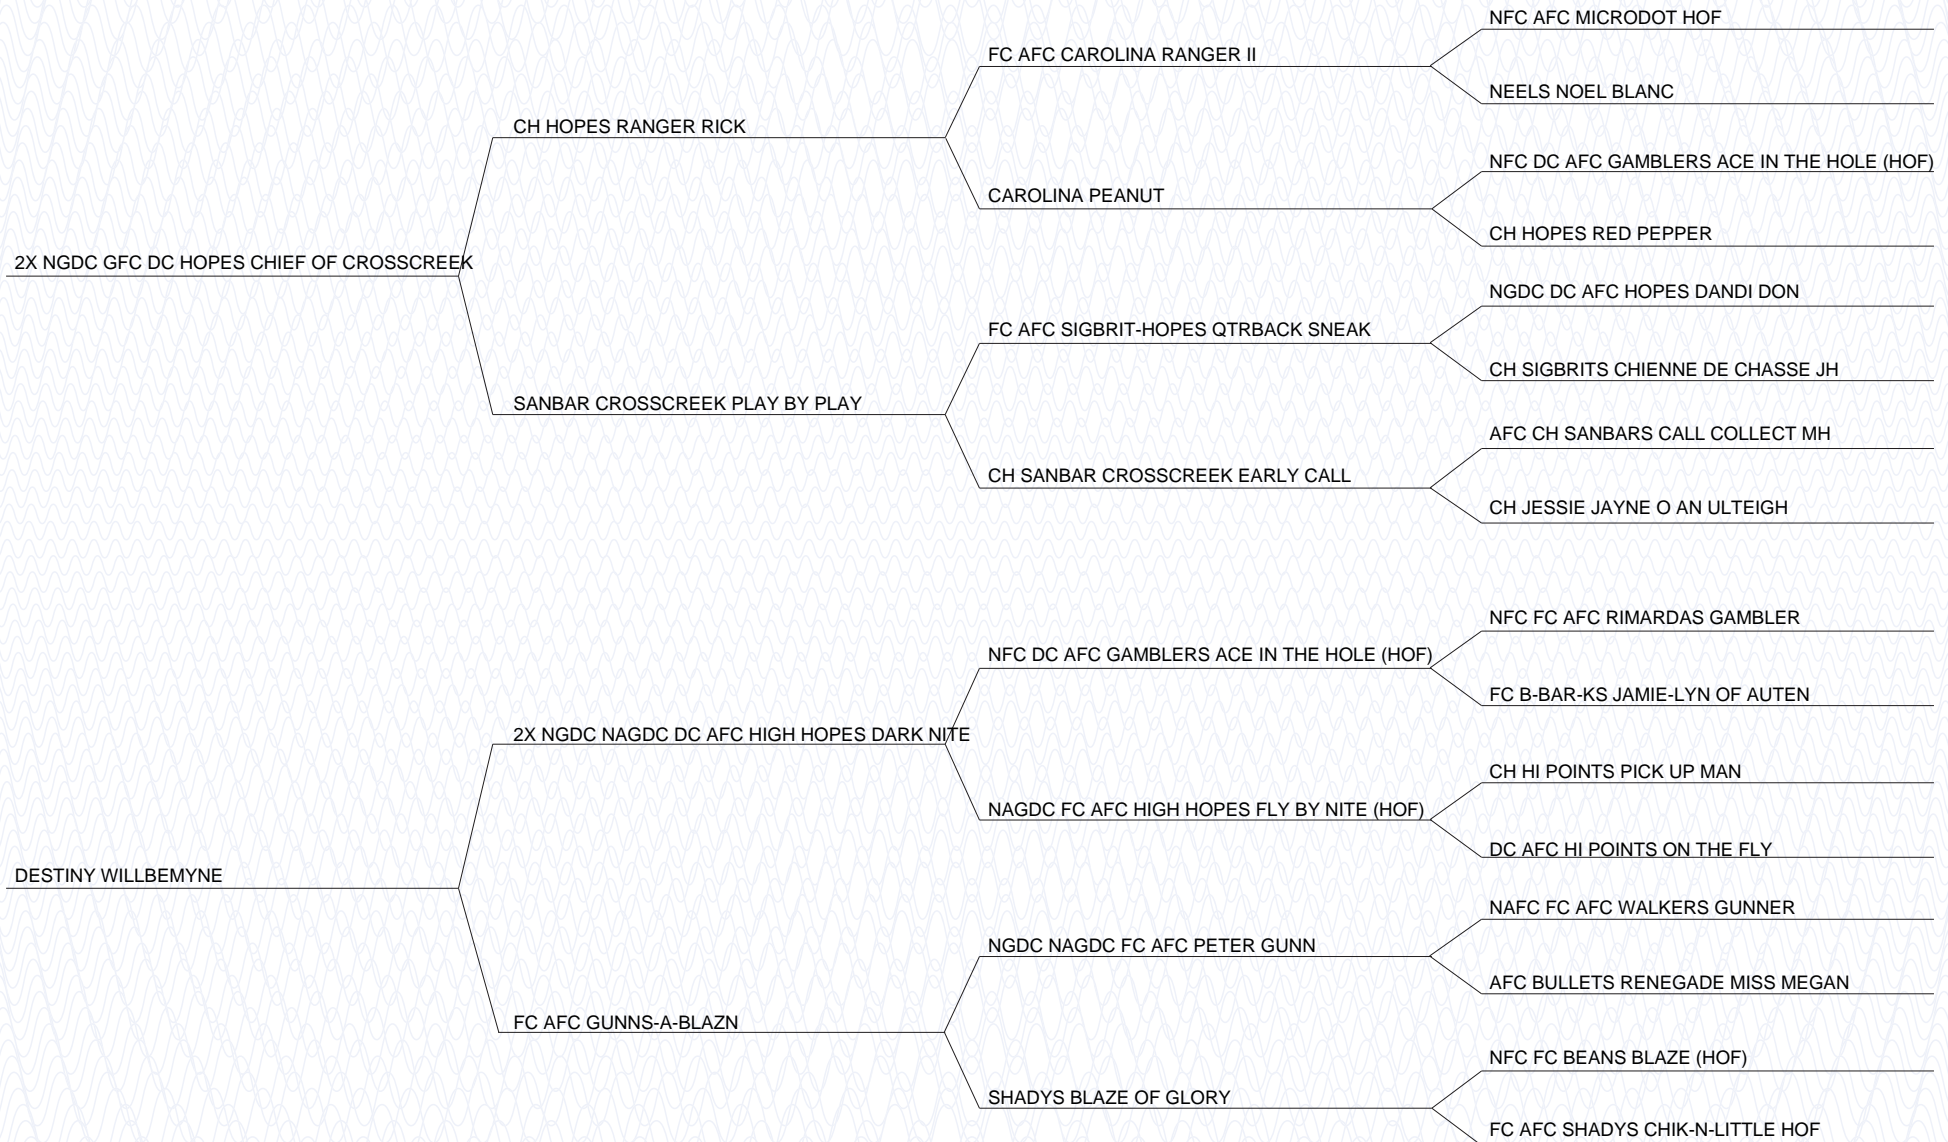 NFC AFC MICRODOT HOF
FC AFC CAROLINA RANGER II
NEELS NOEL BLANC
CH HOPES RANGER RICK
NFC DC AFC GAMBLERS ACE IN THE HOLE (HOF)
CAROLINA PEANUT
CH HOPES RED PEPPER
2X NGDC GFC DC HOPES CHIEF OF CROSSCREEK
NGDC DC AFC HOPES DANDI DON
FC AFC SIGBRIT-HOPES QTRBACK SNEAK
CH SIGBRITS CHIENNE DE CHASSE JH
SANBAR CROSSCREEK PLAY BY PLAY
AFC CH SANBARS CALL COLLECT MH
CH SANBAR CROSSCREEK EARLY CALL
CH JESSIE JAYNE O AN ULTEIGH
NFC FC AFC RIMARDAS GAMBLER
NFC DC AFC GAMBLERS ACE IN THE HOLE (HOF)
FC B-BAR-KS JAMIE-LYN OF AUTEN
2X NGDC NAGDC DC AFC HIGH HOPES DARK NITE
CH HI POINTS PICK UP MAN
NAGDC FC AFC HIGH HOPES FLY BY NITE (HOF)
DC AFC HI POINTS ON THE FLY
DESTINY WILLBEMYNE
NAFC FC AFC WALKERS GUNNER
NGDC NAGDC FC AFC PETER GUNN
AFC BULLETS RENEGADE MISS MEGAN
FC AFC GUNNS-A-BLAZN
NFC FC BEANS BLAZE (HOF)
SHADYS BLAZE OF GLORY
FC AFC SHADYS CHIK-N-LITTLE HOF